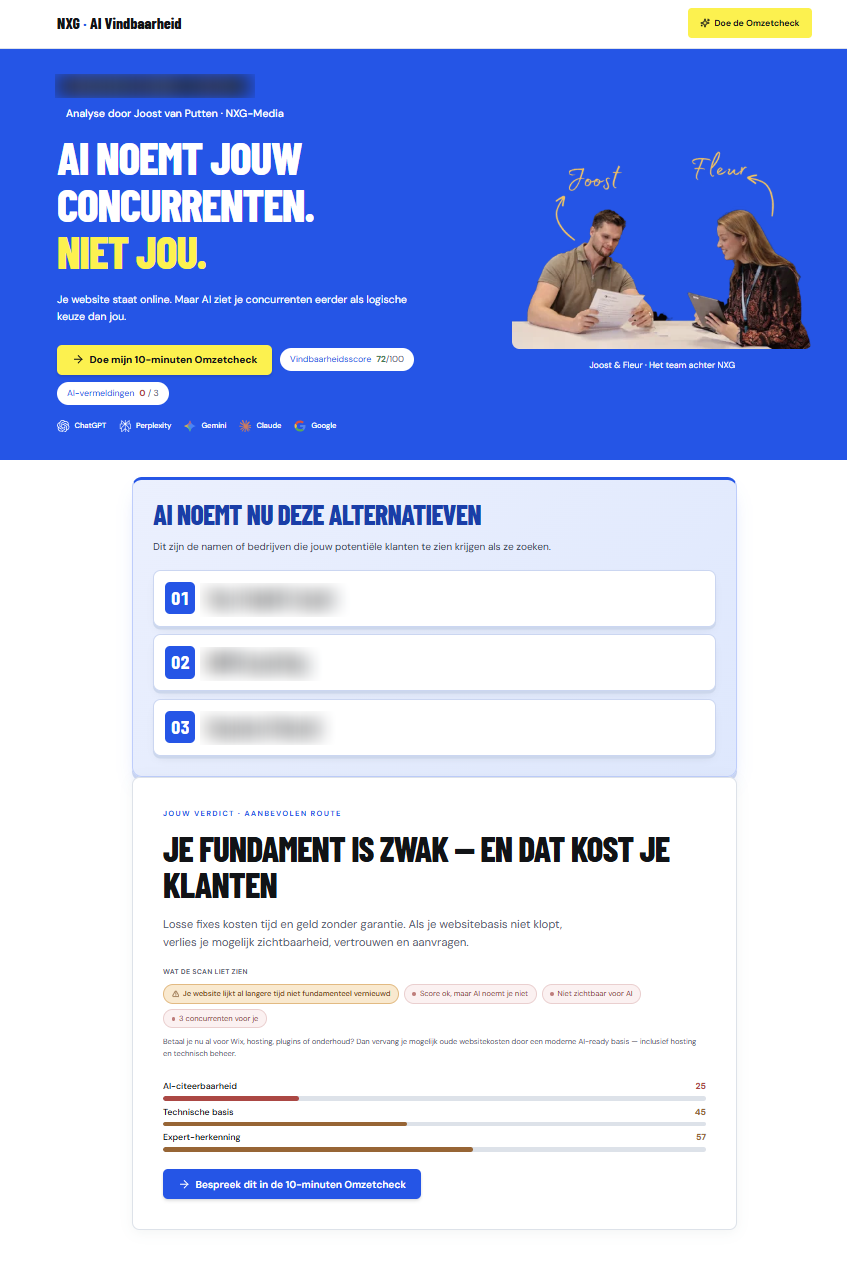 NXG · AI Vindbaarheid
Doe de Omzetcheck
Analyse door Joost van Putten · NXG-Media
AI NOEMT JOUW
CONCURRENTEN.
NIET JOU.
Je website staat online. Maar AI ziet je concurrenten eerder als logische
keuze dan jou.
Doe mijn 10-minuten Omzetcheck
Vindbaarheidsscore 72/100
AI-vermeldingen 0 / 3
ChatGPT Perplexity Gemini Claude Google
Joost
Fleur
Joost & Fleur · Het team achter NXG
AI NOEMT NU DEZE ALTERNATIEVEN
Dit zijn de namen of bedrijven die jouw potentiële klanten te zien krijgen als ze zoeken.
01
02
03
JOUW VERDICT · AANBEVOLEN ROUTE
JE FUNDAMENT IS ZWAK — EN DAT KOST JE
KLANTEN
Losse fixes kosten tijd en geld zonder garantie. Als je websitebasis niet klopt,
verlies je mogelijk zichtbaarheid, vertrouwen en aanvragen.
WAT DE SCAN LIET ZIEN
Je website lijkt al langere tijd niet fundamenteel vernieuwd
Score ok, maar AI noemt je niet
Niet zichtbaar voor AI
3 concurrenten voor je
Betaal je nu al voor Wix, hosting, plugins of onderhoud? Dan vervang je mogelijk oude websitekosten door een moderne AI-ready basis — inclusief hosting
en technisch beheer.
AI-citeerbaarheid 25
Technische basis 45
Expert-herkenning 57
Bespreek dit in de 10-minuten Omzetcheck